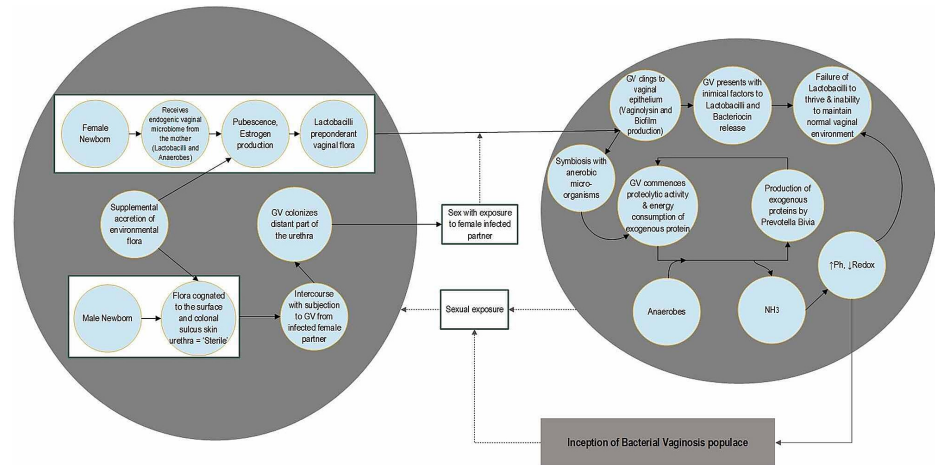 Female
Newborn
Receives
endogenic vaginal
microbiome from
the mother
(Lactobacilli and
Anaerobes)
Pubescence,
Estrogen
production
Lactobacilli
preponderant
vaginal flora
Supplemental
accretion of
environmental
flora
GV colonizes
distant part of
the urethra
Male Newborn
Flora cognated
to the surface
and colonal
sulcous skin
urethra = 'Sterile'
Intercourse
with subjection
to GV from
infected female
partner
Sex with exposure
to female infected
partner
Sexual exposure
GV clings to
vaginal
epithelium
(Vaginolysin and
Biofilm
production)
GV presents with
inimical factors to
Lactobacilli and
Bacteriocin
release
Failure of
Lactobacilli to
thrive & inability
to maintain
normal vaginal
environment
Symbiosis with
anerobic micro-
organisms
GV commences
proteolytic activity
& energy
consumption of
exogenous protein
Production of
exogenous
proteins by
Prevotella Bivia
Anaerobes
NH3
↑Ph, ↓Redox
Inception of Bacterial Vaginosis populace